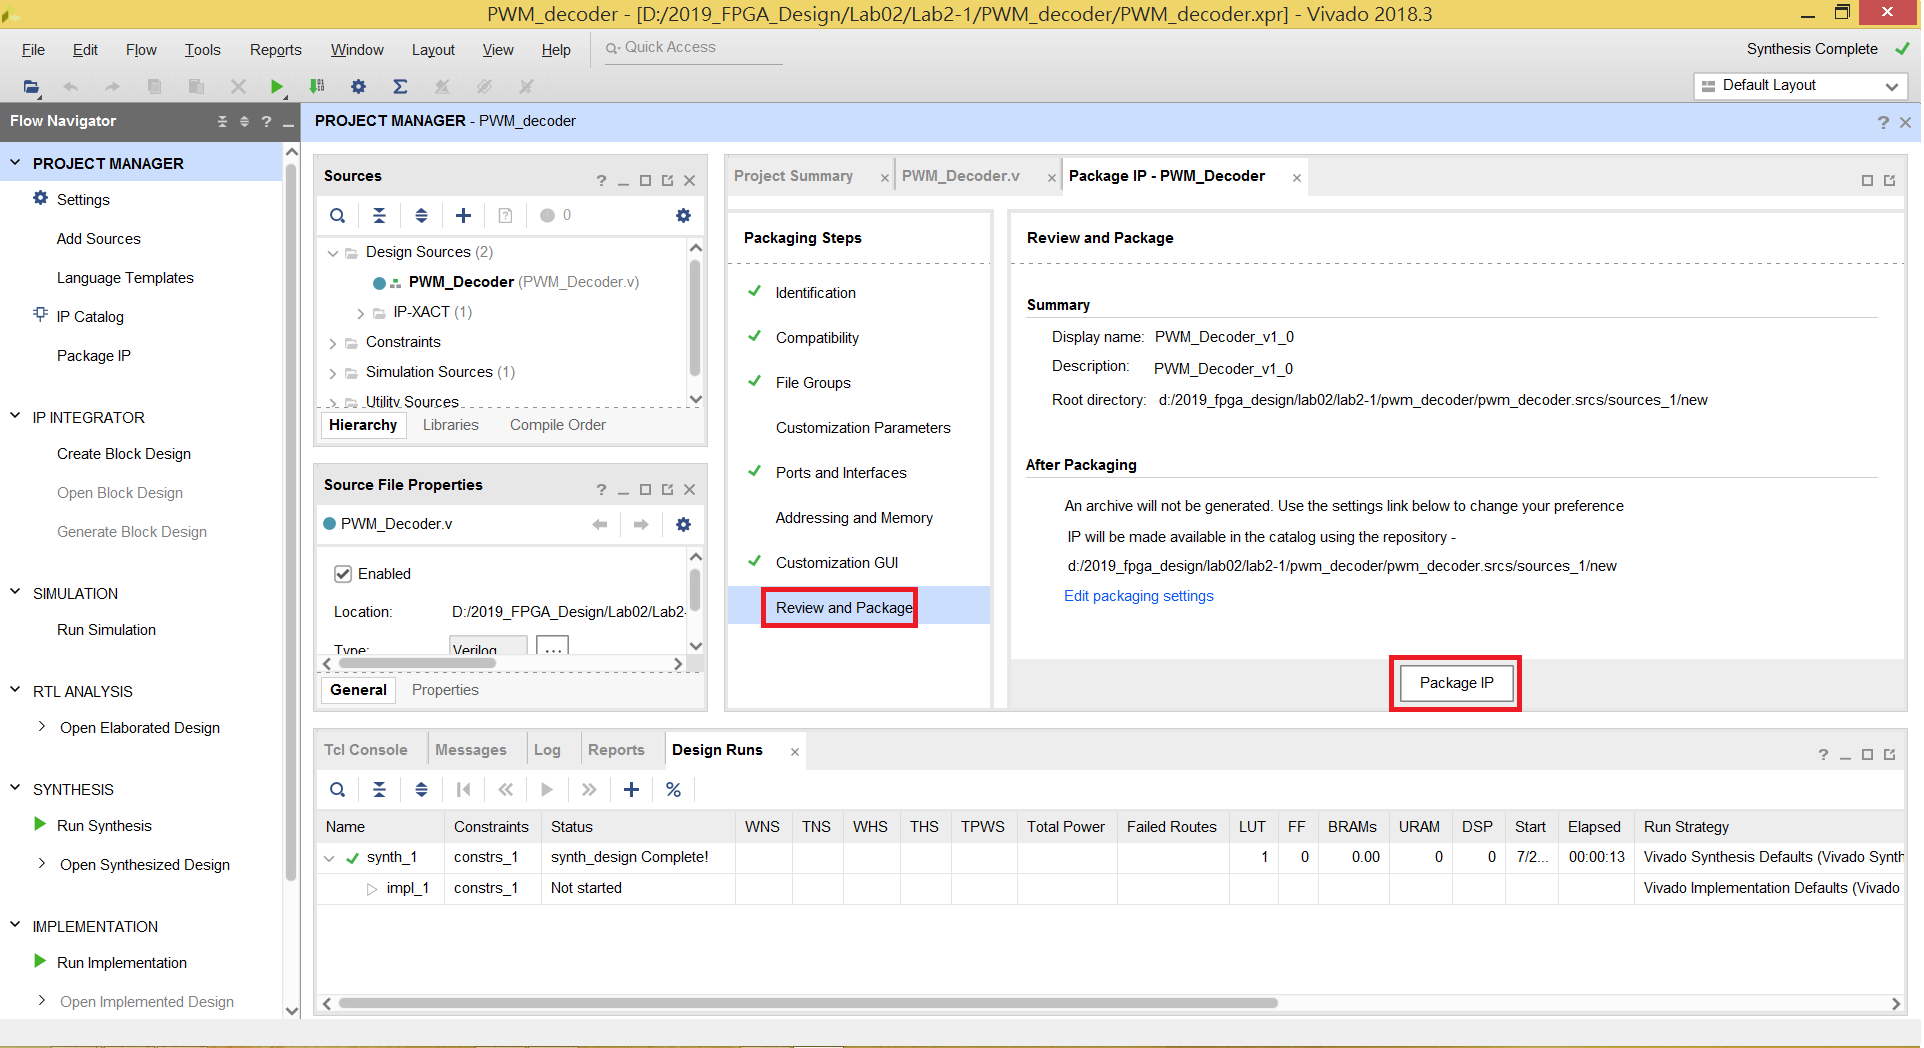 PWM_decoder - [D:/2019_FPGA_Design/Lab02/Lab2-1/PWM_decoder/PWM_decoder.xpr] - Vivado 2018.3
File Edit Flow Tools Reports Window Layout View Help Quick Access
Synthesis Complete
Default Layout
Flow Navigator
PROJECT MANAGER
Settings
Add Sources
Language Templates
IP Catalog
Package IP
IP INTEGRATOR
Create Block Design
Open Block Design
Generate Block Design
SIMULATION
Run Simulation
RTL ANALYSIS
Open Elaborated Design
SYNTHESIS
Run Synthesis
Open Synthesized Design
IMPLEMENTATION
Run Implementation
Open Implemented Design
PROJECT MANAGER - PWM_decoder
Sources
0
Design Sources (2)
PWM_Decoder (PWM_Decoder.v)
IP-XACT (1)
Constraints
Simulation Sources (1)
Utility Sources
Hierarchy Libraries Compile Order
Source File Properties
PWM_Decoder.v
Enabled
Location: D:/2019_FPGA_Design/Lab02/Lab2-
Type: Verilog ...
General Properties
Project Summary PWM_Decoder.v Package IP - PWM_Decoder
Packaging Steps
Identification
Compatibility
File Groups
Customization Parameters
Ports and Interfaces
Addressing and Memory
Customization GUI
Review and Package
Review and Package
Summary
Display name: PWM_Decoder_v1_0
Description: PWM_Decoder_v1_0
Root directory: d:/2019_fpga_design/lab02/lab2-1/pwm_decoder/pwm_decoder.srcs/sources_1/new
After Packaging
An archive will not be generated. Use the settings link below to change your preference
IP will be made available in the catalog using the repository -
d:/2019_fpga_design/lab02/lab2-1/pwm_decoder/pwm_decoder.srcs/sources_1/new
Edit packaging settings
Package IP
Tcl Console Messages Log Reports Design Runs
Name Constraints Status WNS TNS WHS THS TPWS Total Power Failed Routes LUT FF BRAMs URAM DSP Start Elapsed Run Strategy
synth_1 constrs_1 synth_design Complete! 1 0 0.00 0 0 7/2... 00:00:13 Vivado Synthesis Defaults (Vivado Synth
impl_1 constrs_1 Not started Vivado Implementation Defaults (Vivado